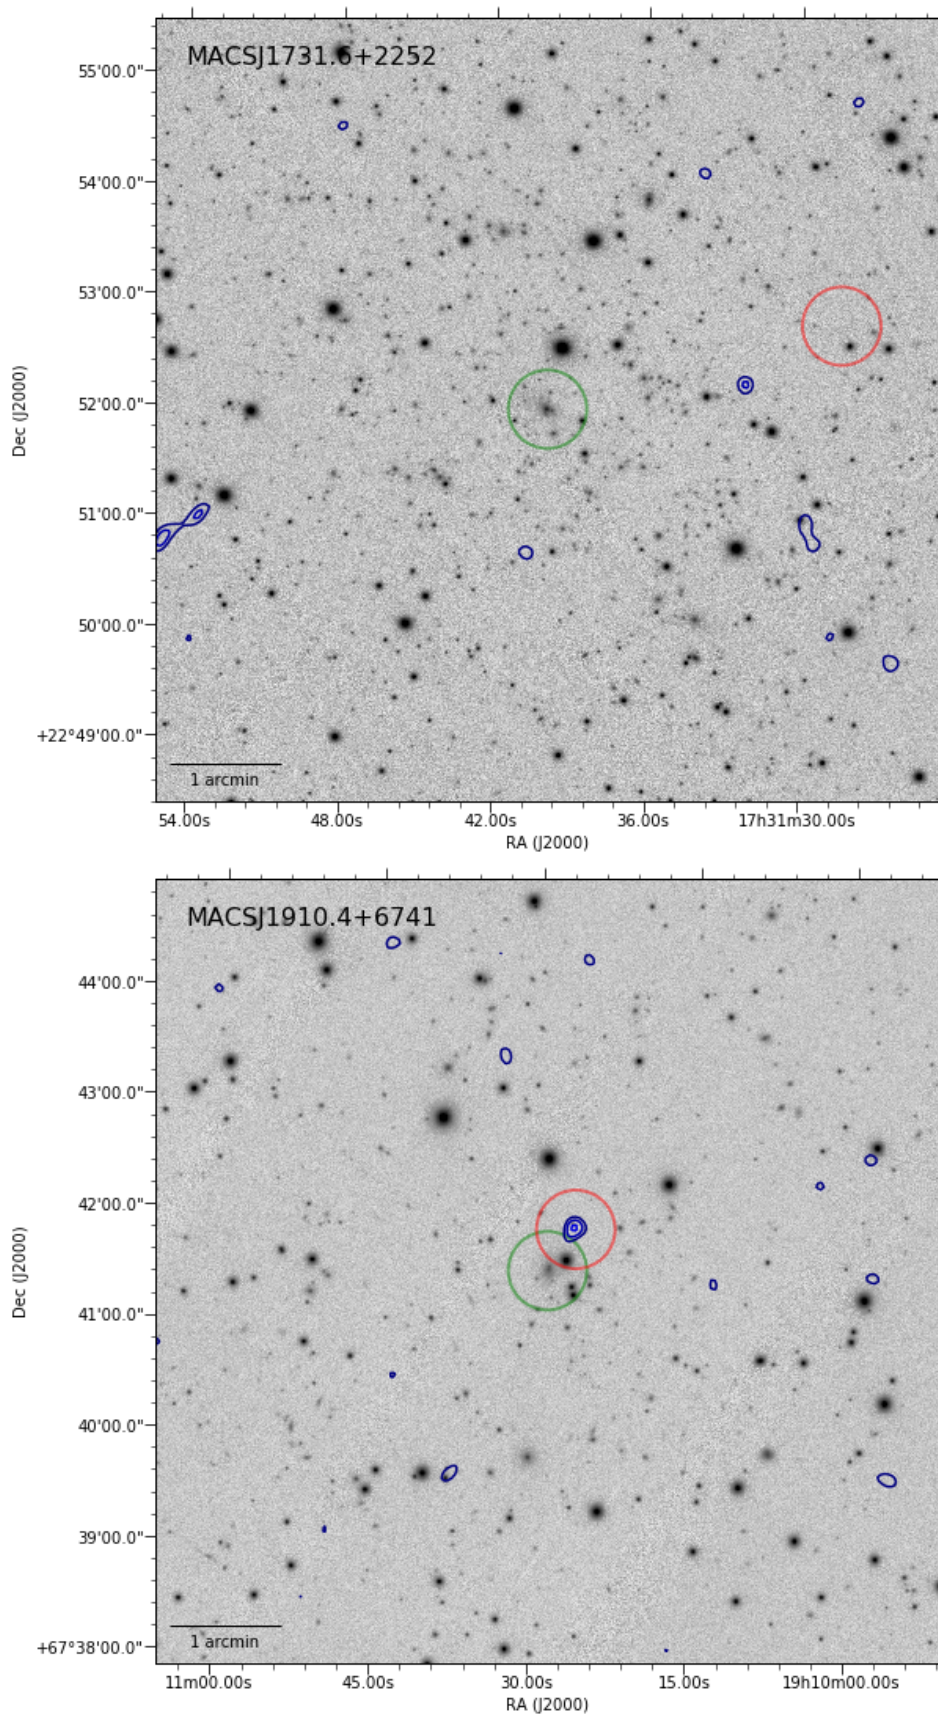 MACSJ1731.6+2252
55'00.0"
54'00.0"
53'00.0"
52'00.0"
51'00.0"
50'00.0"
+22°49'00.0"
Dec (J2000)
1 arcmin
54.00s 48.00s 42.00s 36.00s 17h31m30.00s
RA (J2000)
MACSJ1910.4+6741
44'00.0"
43'00.0"
42'00.0"
41'00.0"
40'00.0"
39'00.0"
+67°38'00.0"
Dec (J2000)
1 arcmin
11m00.00s 45.00s 30.00s 15.00s 19h10m00.00s
RA (J2000)